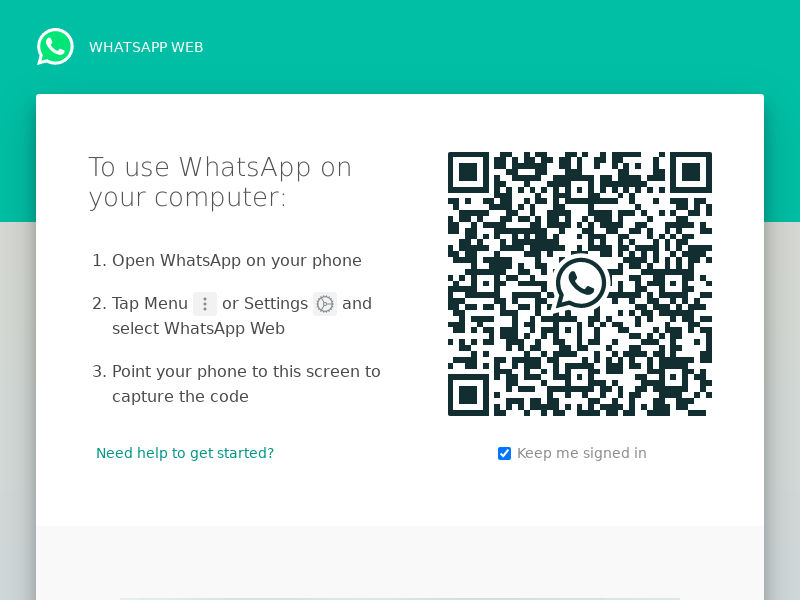 WHATSAPP WEB
To use WhatsApp on
your computer:
1. Open WhatsApp on your phone
2. Tap Menu or Settings and
select WhatsApp Web
3. Point your phone to this screen to
capture the code
Need help to get started?
Keep me signed in